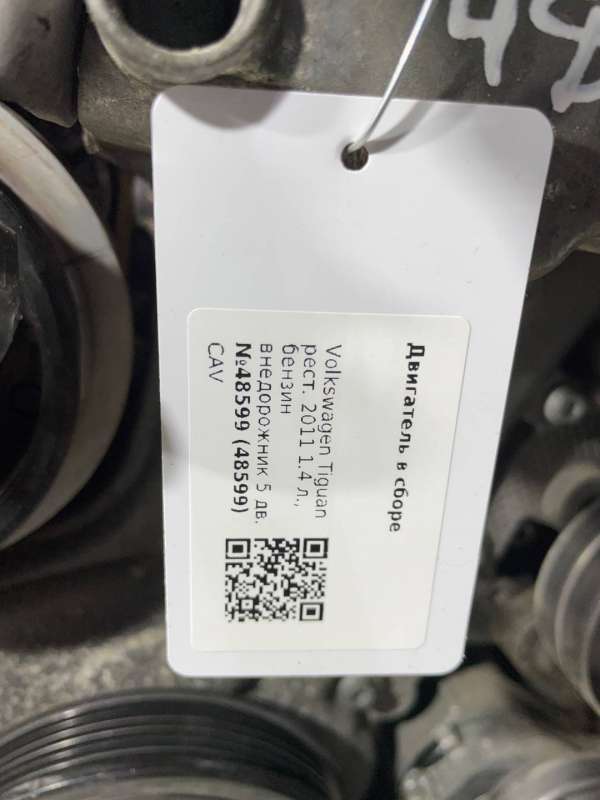 Двигатель в сборе
Volkswagen Tiguan
рест. 2011 1.4 л.,
бензин
внедорожник 5 дв.
№48599 (48599)
CAV